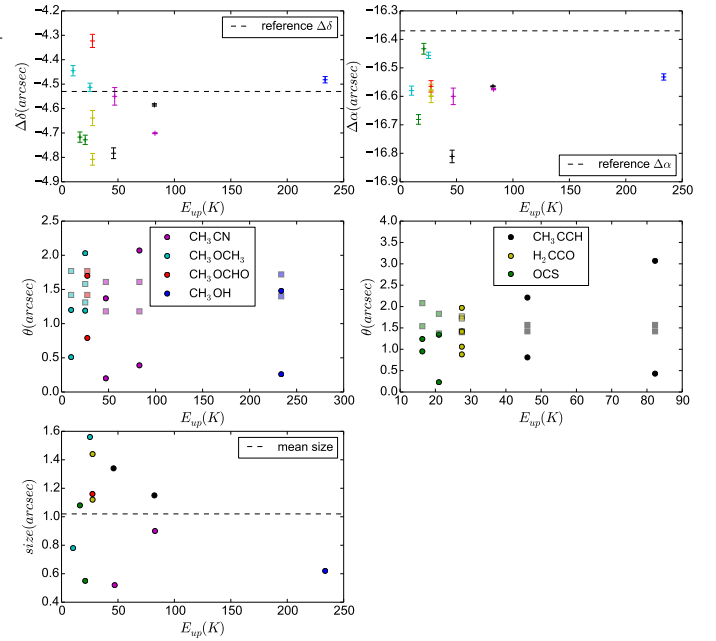 −4.2
−4.3
−4.4
−4.5
−4.6
−4.7
−4.8
−4.9
Δδ(arcsec)
0 50 100 150 200 250
E_up(K)
reference Δδ
−16.3
−16.4
−16.5
−16.6
−16.7
−16.8
−16.9
Δα(arcsec)
0 50 100 150 200 250
E_up(K)
reference Δα
2.5
2.0
1.5
1.0
0.5
0.0
θ(arcsec)
0 50 100 150 200 250 300
E_up(K)
CH₃CN
CH₃OCH₃
CH₃OCHO
CH₃OH
4.0
3.5
3.0
2.5
2.0
1.5
1.0
0.5
0.0
θ(arcsec)
10 20 30 40 50 60 70 80 90
E_up(K)
CH₃CCH
H₂CCO
OCS
1.6
1.4
1.2
1.0
0.8
0.6
0.4
size(arcsec)
0 50 100 150 200 250
E_up(K)
mean size